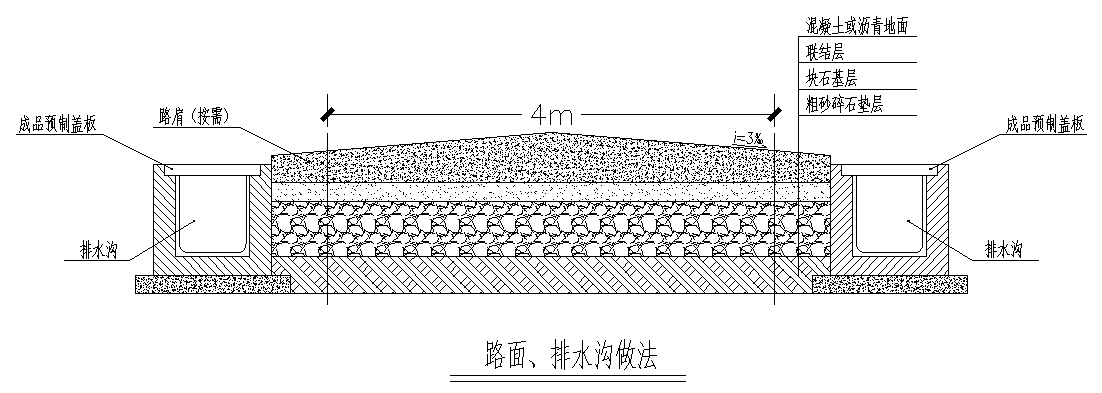 混凝土或沥青地面
联结层
块石基层
粗砂碎石垫层
成品预制盖板
路肩（按需）
4m
i=3‰
成品预制盖板
排水沟
排水沟
路面、排水沟做法